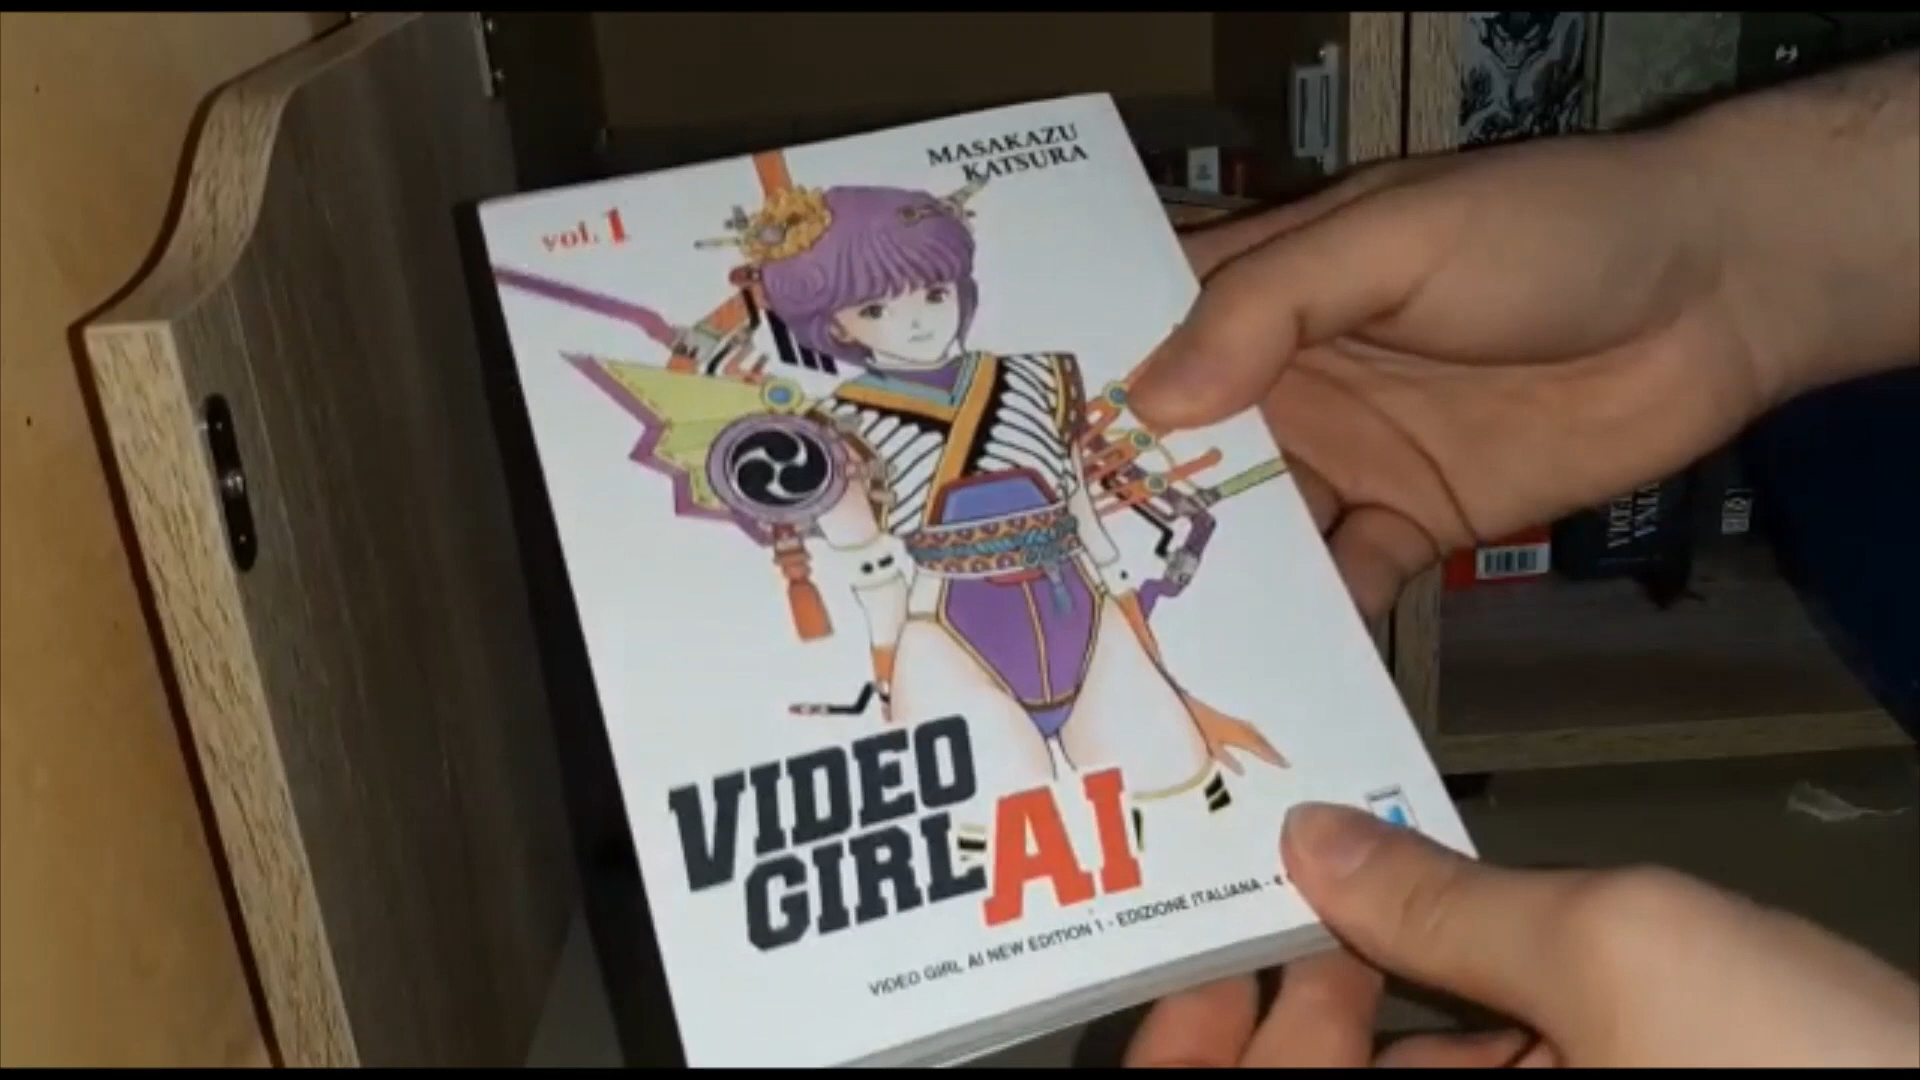 MASAKAZU
KATSURA
vol. 1
VIDEO
GIRL AI
VIDEO GIRL AI NEW EDITION 1 - EDIZIONE ITALIANA - €